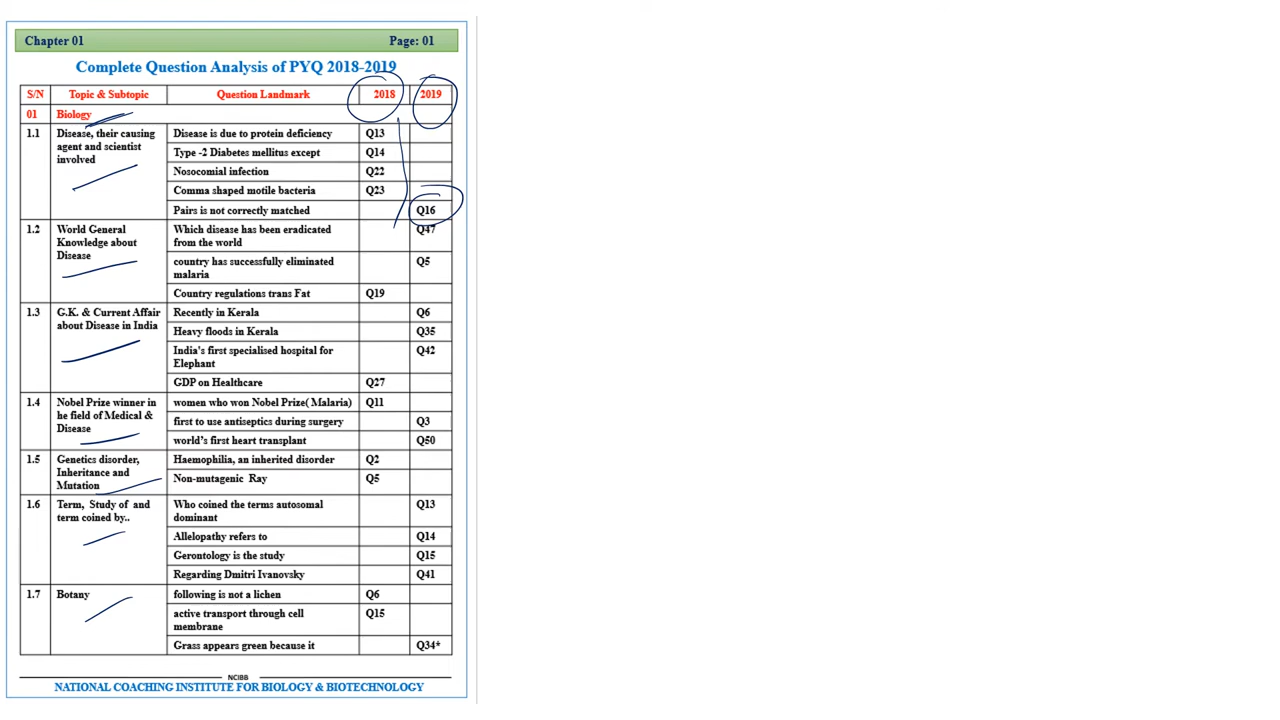 Chapter 01 Page: 01
Complete Question Analysis of PYQ 2018-2019
S/N Topic & Subtopic Question Landmark 2018 2019
01 Biology
1.1 Disease, their causing Disease is due to protein deficiency Q13
agent and scientist Type -2 Diabetes mellitus except Q14
involved
Nosocomial infection Q22
Comma shaped motile bacteria Q23
Pairs is not correctly matched Q16
1.2 World General Which disease has been eradicated Q47
Knowledge about from the world
Disease
country has successfully eliminated Q5
malaria
Country regulations trans Fat Q19
1.3 G.K. & Current Affair Recently in Kerala Q6
about Disease in India Heavy floods in Kerala Q35
India's first specialised hospital for Q42
Elephant
GDP on Healthcare Q27
1.4 Nobel Prize winner in women who won Nobel Prize( Malaria) Q11
he field of Medical & first to use antiseptics during surgery Q3
Disease
world's first heart transplant Q50
1.5 Genetics disorder, Haemophilia, an inherited disorder Q2
Inheritance and Non-mutagenic Ray Q5
Mutation
1.6 Term, Study of and Who coined the terms autosomal Q13
term coined by.. dominant
Allelopathy refers to Q14
Gerontology is the study Q15
Regarding Dmitri Ivanovsky Q41
1.7 Botany following is not a lichen Q6
active transport through cell Q15
membrane
Grass appears green because it Q34*
NCIBB
NATIONAL COACHING INSTITUTE FOR BIOLOGY & BIOTECHNOLOGY